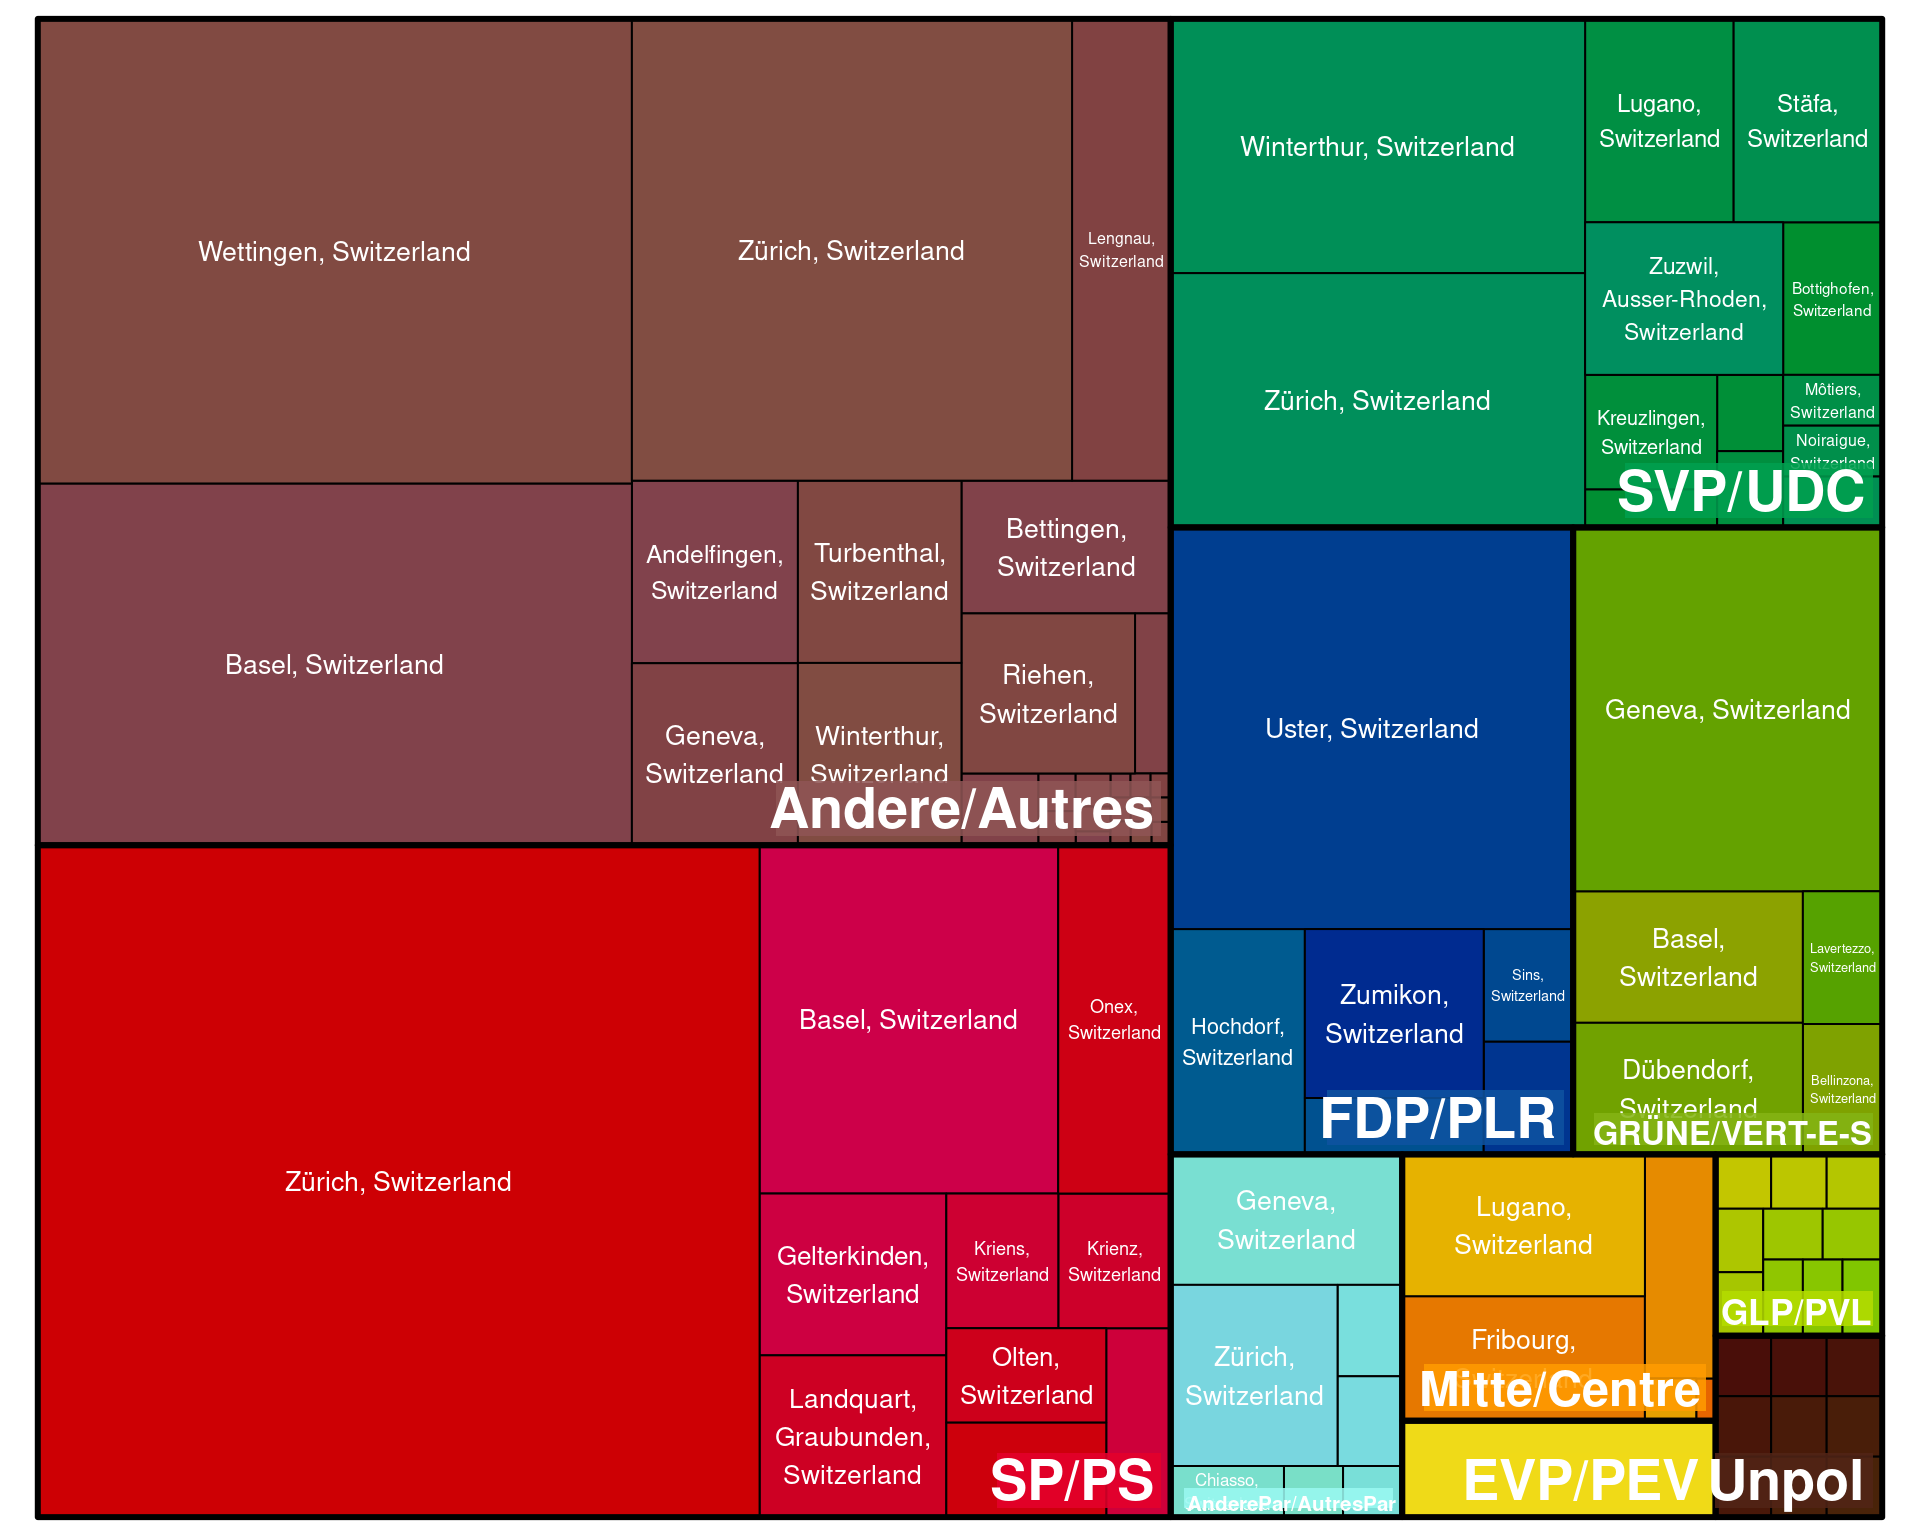 Wettingen, Switzerland
Zürich, Switzerland
Lengnau,
Switzerland
Basel, Switzerland
Andelfingen,
Switzerland
Turbenthal,
Switzerland
Bettingen,
Switzerland
Riehen,
Switzerland
Geneva,
Switzerland
Winterthur,
Switzerland
Andere/Autres
Winterthur, Switzerland
Lugano,
Switzerland
Stäfa,
Switzerland
Zürich, Switzerland
Zuzwil,
Ausser-Rhoden,
Switzerland
Bottighofen,
Switzerland
Kreuzlingen,
Switzerland
Môtiers,
Switzerland
Noiraigue,
Switzerland
SVP/UDC
Zürich, Switzerland
Basel, Switzerland
Onex,
Switzerland
Gelterkinden,
Switzerland
Kriens,
Switzerland
Krienz,
Switzerland
Landquart,
Graubunden,
Switzerland
Olten,
Switzerland
SP/PS
Uster, Switzerland
Hochdorf,
Switzerland
Zumikon,
Switzerland
Sins,
Switzerland
FDP/PLR
Geneva, Switzerland
Basel,
Switzerland
Lavertezzo,
Switzerland
Dübendorf,
Switzerland
Bellinzona,
Switzerland
GRÜNE/VERT-E-S
Geneva,
Switzerland
Zürich,
Switzerland
Chiasso,
AnderePar/AutresPar
Lugano,
Switzerland
Fribourg,
Mitte/Centre
GLP/PVL
EVP/PEV
Unpol